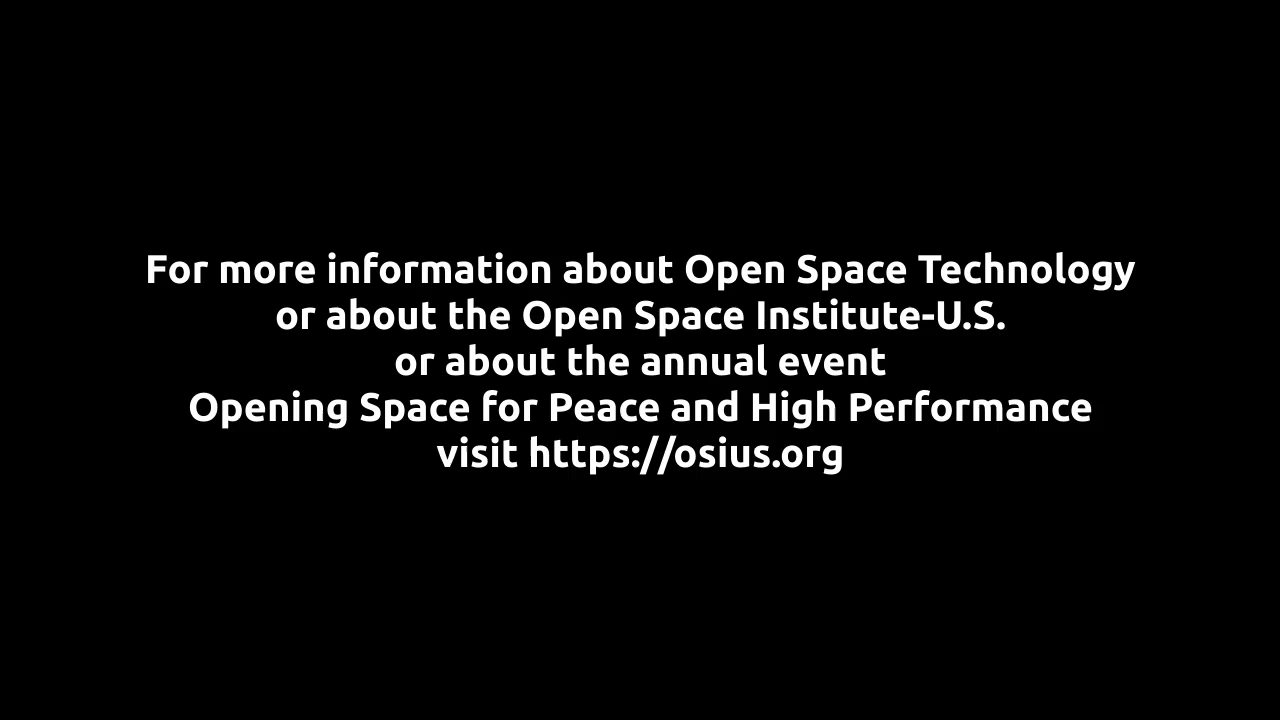 For more information about Open Space Technology
or about the Open Space Institute-U.S.
or about the annual event
Opening Space for Peace and High Performance
visit https://osius.org